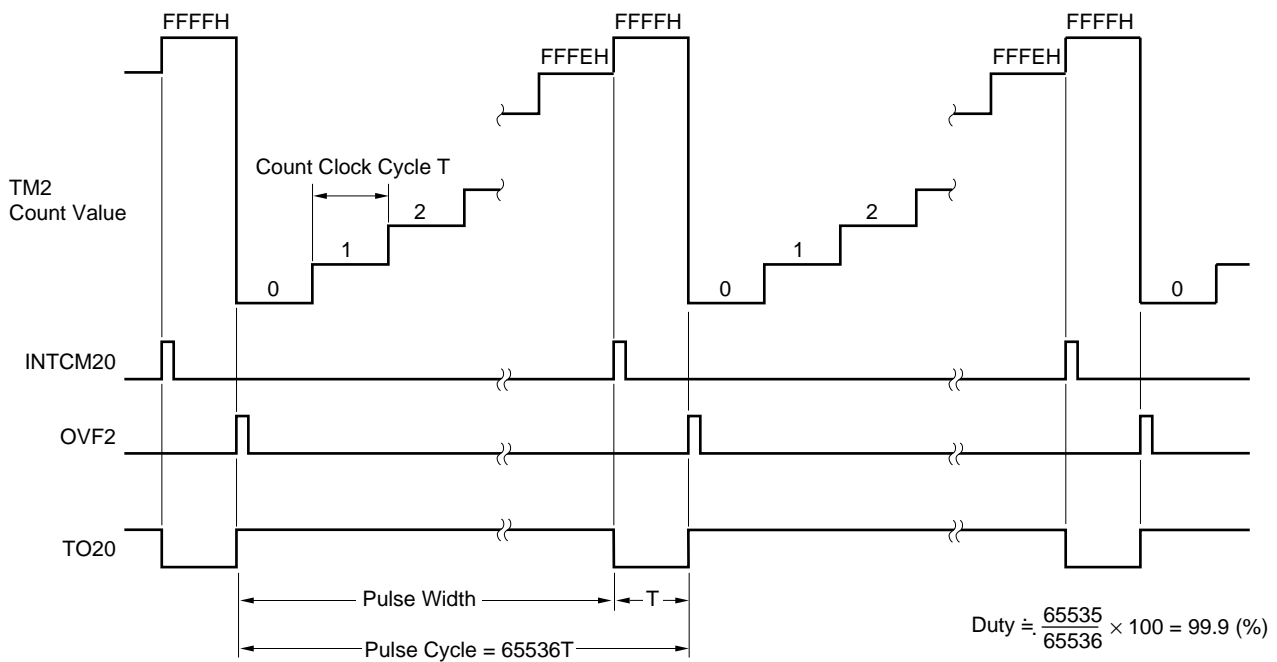 FFFFH FFFFH FFFFH
FFFEH FFFEH
Count Clock Cycle T
TM2
Count Value
2 2
1 1
0 0 0
INTCM20
OVF2
TO20
Pulse Width T
Pulse Cycle = 65536T
Duty ≒ 65535/65536 × 100 = 99.9 (%)